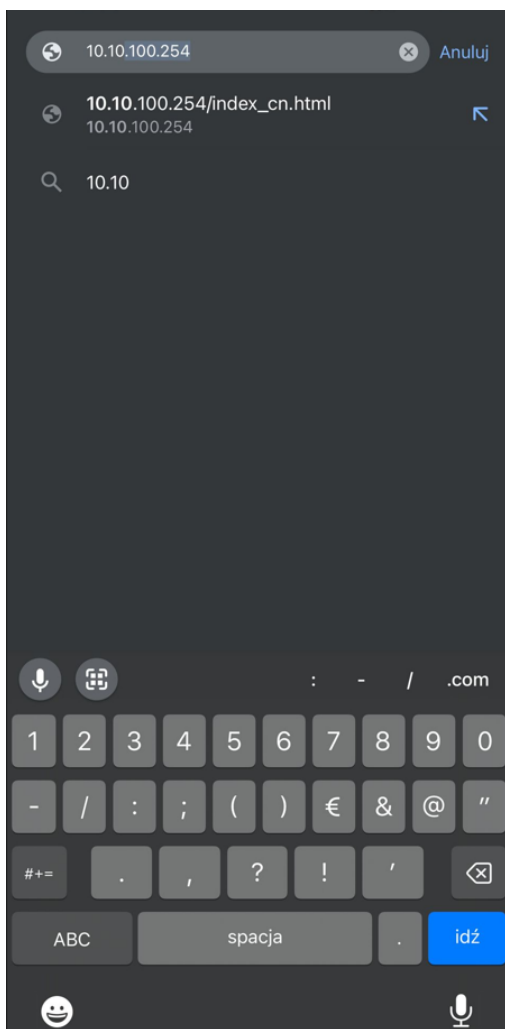 10.10.100.254
Anuluj
10.10.100.254/index_cn.html
10.10.100.254
10.10
: - / .com
1 2 3 4 5 6 7 8 9 0
- / : ; ( ) € & @ "
#+= . , ? ! '
ABC spacja . idź